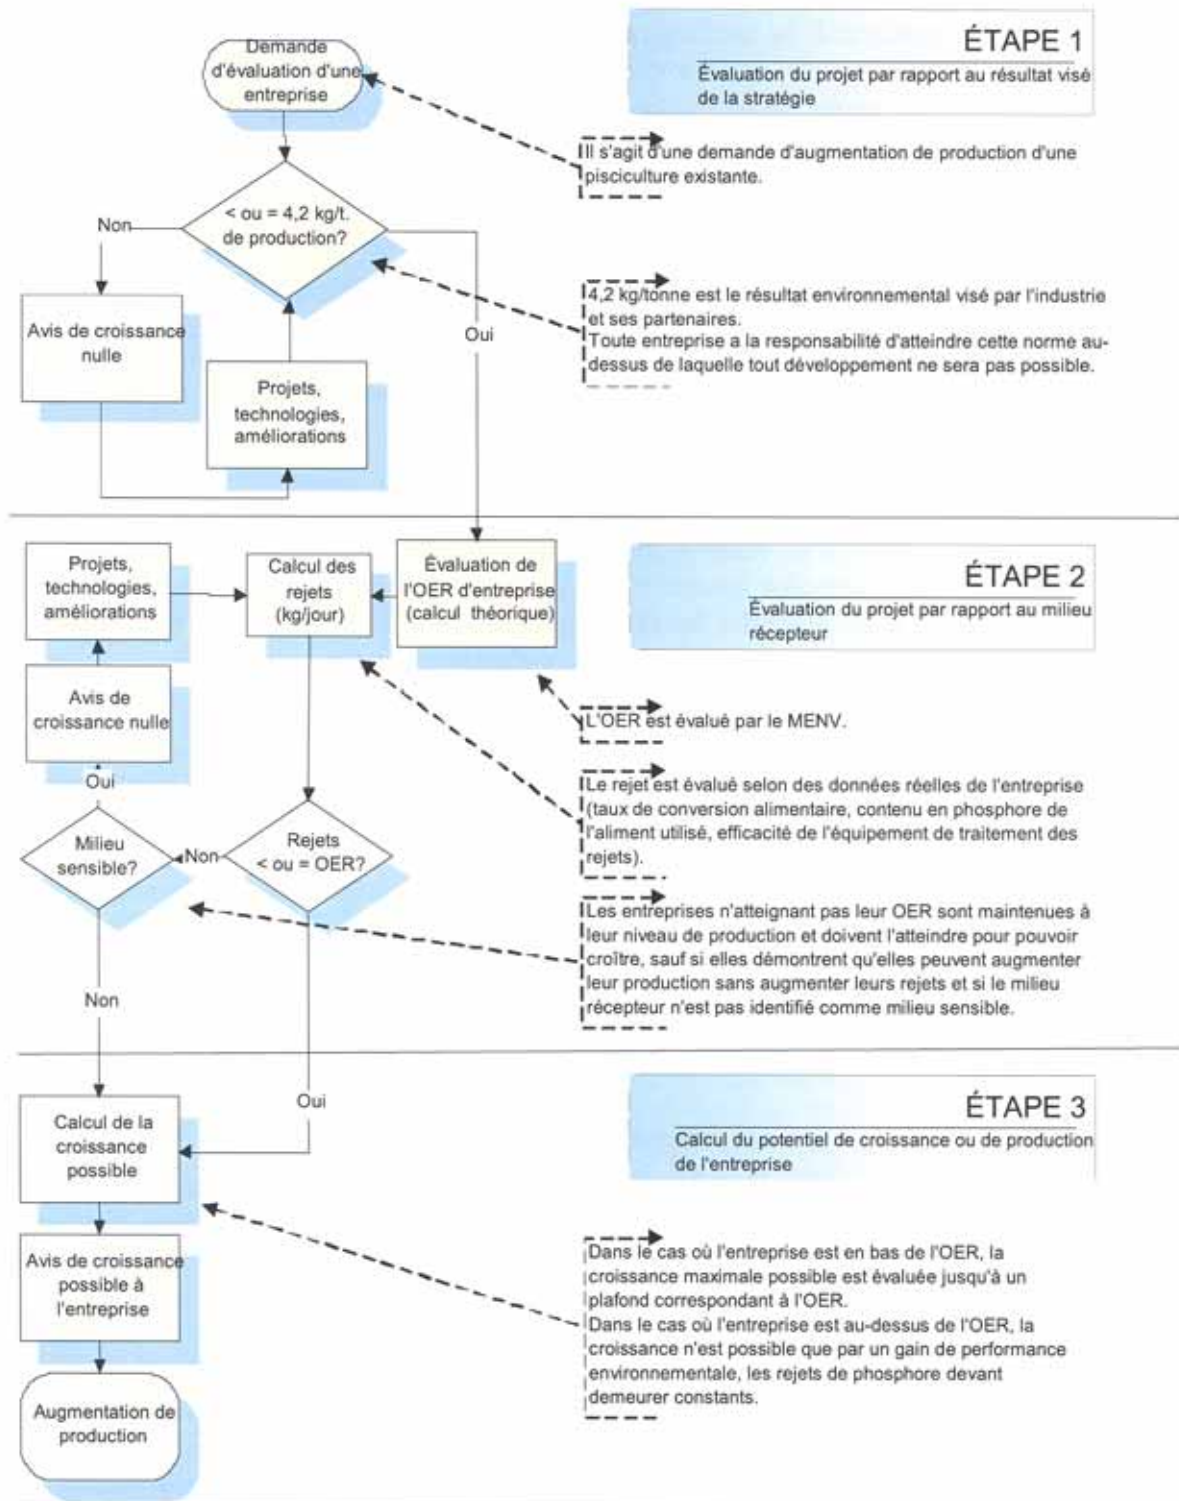 Demande
d'évaluation d'une
entreprise
ÉTAPE 1
Évaluation du projet par rapport au résultat visé
de la stratégie
Il s'agit d'une demande d'augmentation de production d'une
pisciculture existante.
< ou = 4,2 kg/t.
de production?
Non
Oui
4,2 kg/tonne est le résultat environnemental visé par l'industrie
et ses partenaires.
Toute entreprise a la responsabilité d'atteindre cette norme au-
dessus de laquelle tout développement ne sera pas possible.
Avis de croissance
nulle
Projets,
technologies,
améliorations
ÉTAPE 2
Évaluation du projet par rapport au milieu
récepteur
Projets,
technologies,
améliorations
Calcul des
rejets
(kg/jour)
Évaluation de
l'OER d'entreprise
(calcul théorique)
Avis de
croissance nulle
L'OER est évalué par le MENV.
Oui
Le rejet est évalué selon des données réelles de l'entreprise
(taux de conversion alimentaire, contenu en phosphore de
l'aliment utilisé, efficacité de l'équipement de traitement des
rejets).
Milieu
sensible?
Non
Rejets
< ou = OER?
Les entreprises n'atteignant pas leur OER sont maintenues à
leur niveau de production et doivent l'atteindre pour pouvoir
croître, sauf si elles démontrent qu'elles peuvent augmenter
leur production sans augmenter leurs rejets et si le milieu
récepteur n'est pas identifié comme milieu sensible.
Non
Oui
ÉTAPE 3
Calcul du potentiel de croissance ou de production
de l'entreprise
Calcul de la
croissance
possible
Avis de croissance
possible à
l'entreprise
Dans le cas où l'entreprise est en bas de l'OER, la
croissance maximale possible est évaluée jusqu'à un
plafond correspondant à l'OER.
Dans le cas où l'entreprise est au-dessus de l'OER, la
croissance n'est possible que par un gain de performance
environnementale, les rejets de phosphore devant
demeurer constants.
Augmentation de
production